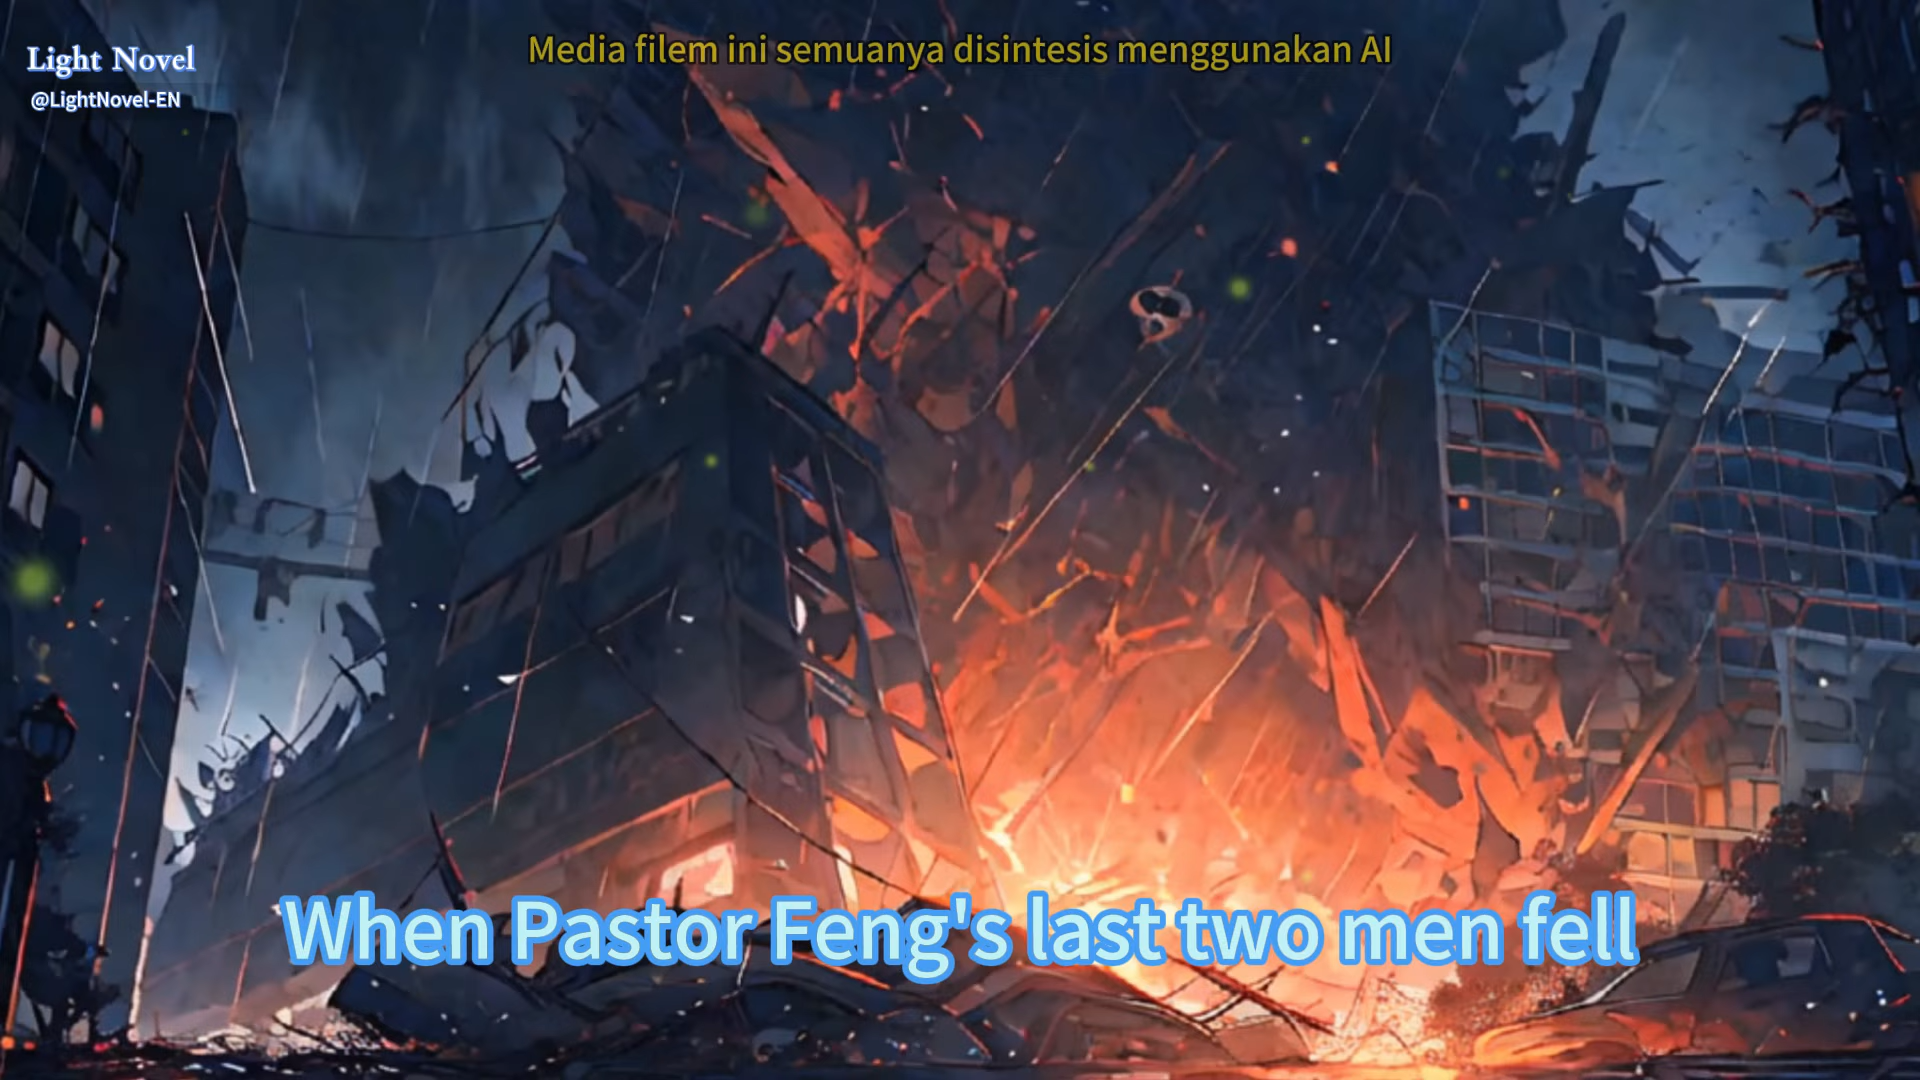 Media filem ini semuanya disintesis menggunakan AI
Light Novel
@LightNovel-EN
When Pastor Feng's last two men fell